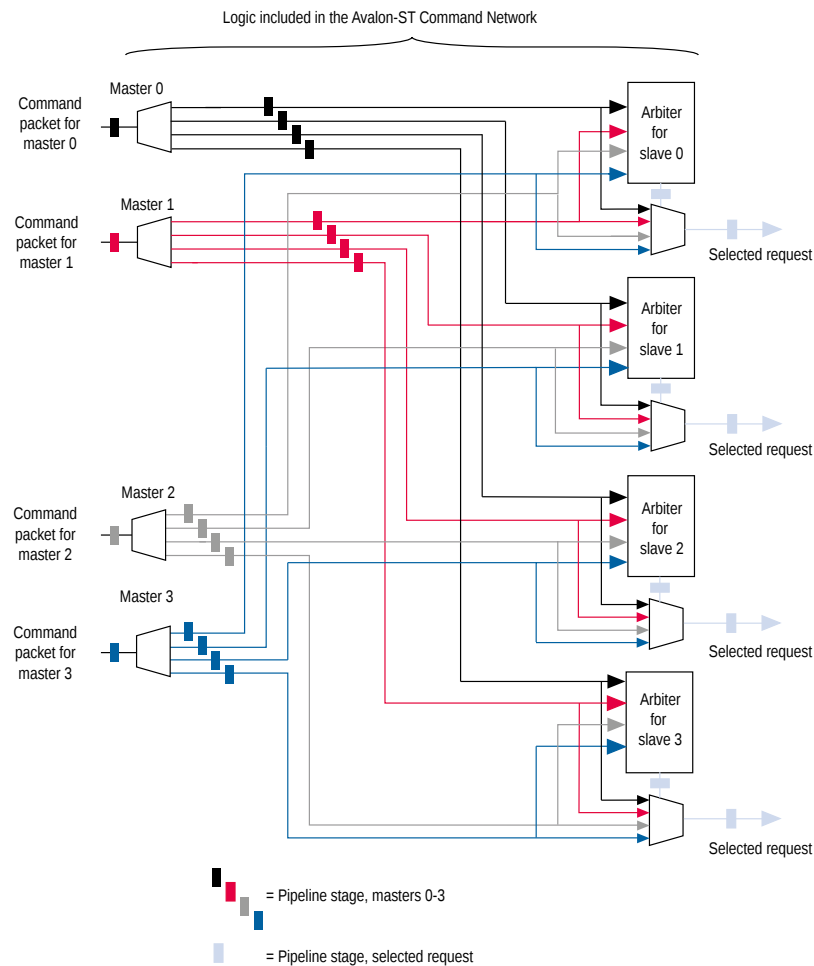 Logic included in the Avalon-ST Command Network
Master 0
Command
packet for
master 0
Arbiter
for
slave 0
Master 1
Command
packet for
master 1
Selected request
Arbiter
for
slave 1
Selected request
Master 2
Command
packet for
master 2
Arbiter
for
slave 2
Master 3
Command
packet for
master 3
Selected request
Arbiter
for
slave 3
Selected request
= Pipeline stage, masters 0-3
= Pipeline stage, selected request